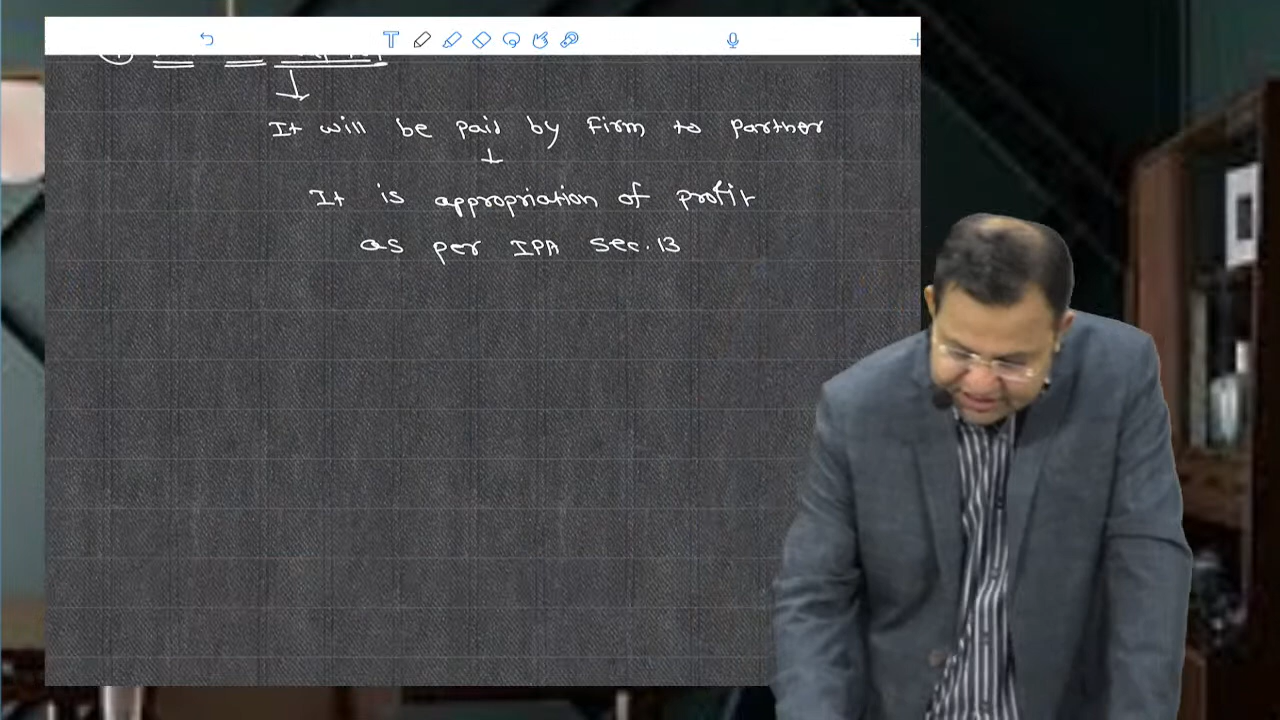 It will be paid by Firm to Partner
It is appropriation of profit
as per IPA sec. 13